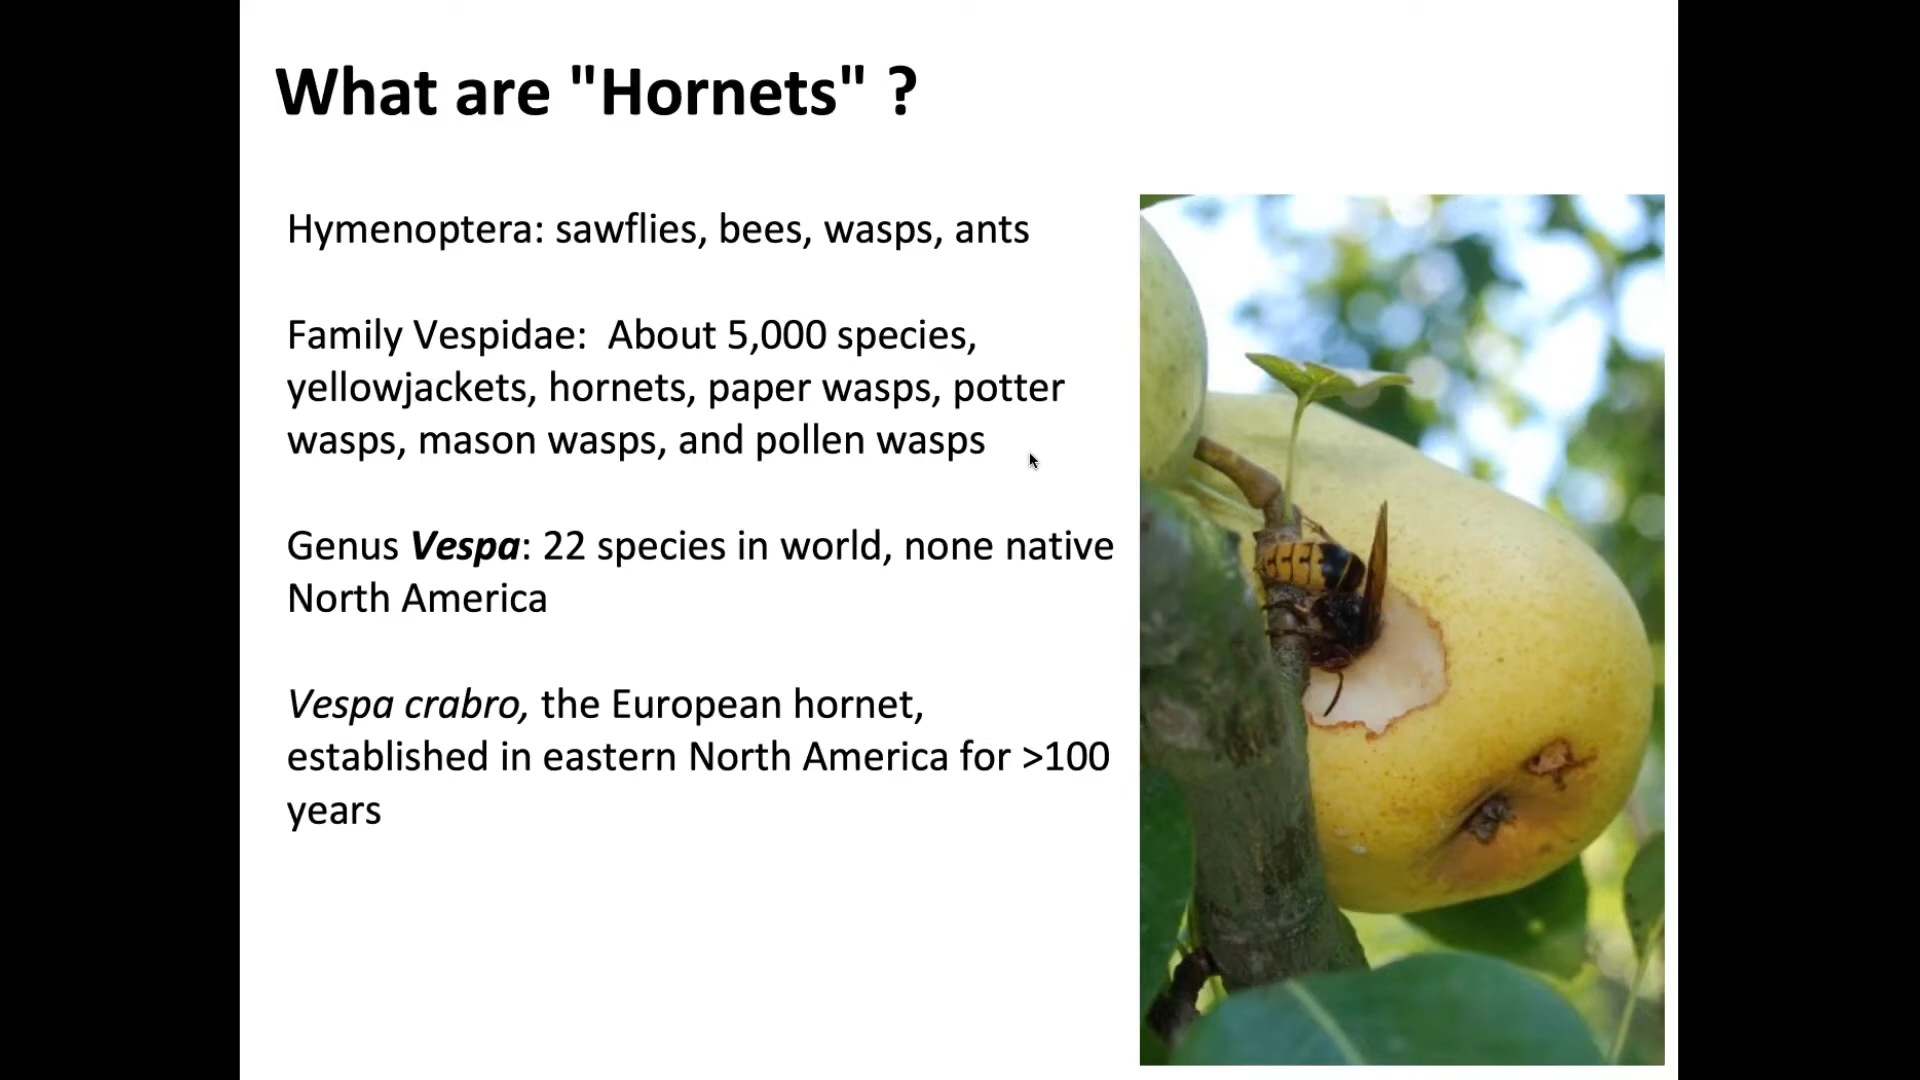 What are "Hornets" ?
Hymenoptera: sawflies, bees, wasps, ants
Family Vespidae:  About 5,000 species,
yellowjackets, hornets, paper wasps, potter
wasps, mason wasps, and pollen wasps
Genus Vespa: 22 species in world, none native
North America
Vespa crabro, the European hornet,
established in eastern North America for >100
years